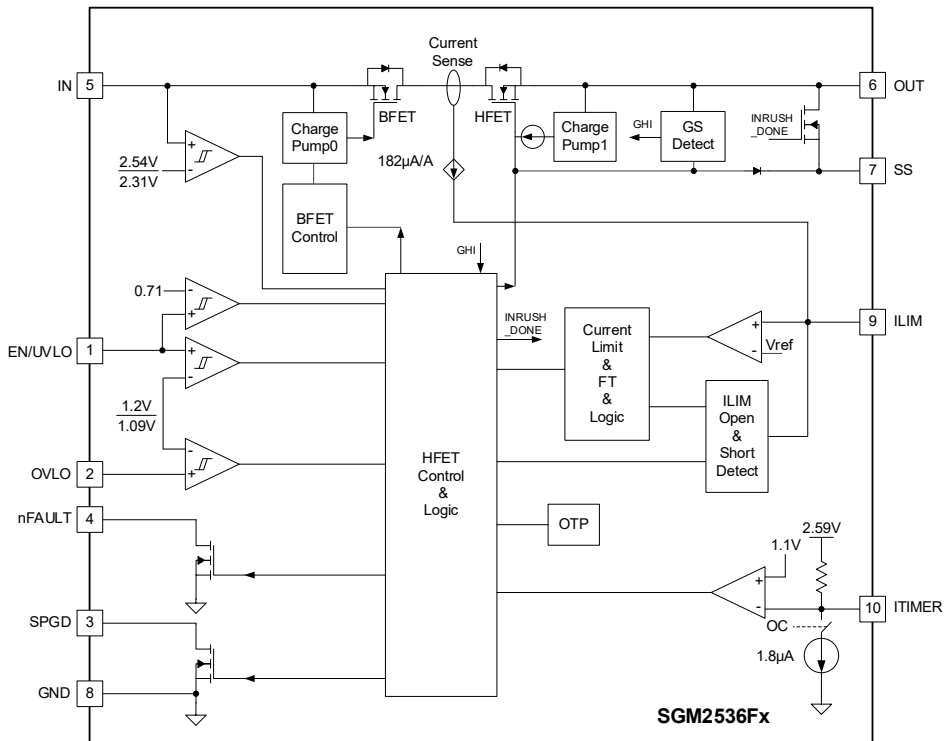 Current
Sense
IN
5
6
OUT
BFET
HFET
Charge
Pump0
Charge
Pump1
GHI
GS
Detect
INRUSH
_DONE
182µA/A
7
SS
2.54V
2.31V
BFET
Control
GHI
0.71
EN/UVLO
1
INRUSH
_DONE
Current
Limit
&
FT
&
Logic
+
-
Vref
9
ILIM
1.2V
1.09V
ILIM
Open
&
Short
Detect
OVLO
2
HFET
Control
&
Logic
nFAULT
4
OTP
2.59V
1.1V
+
-
10
ITIMER
SPGD
3
OC
1.8µA
GND
8
SGM2536Fx
+
-
-
+
+
-
-
+